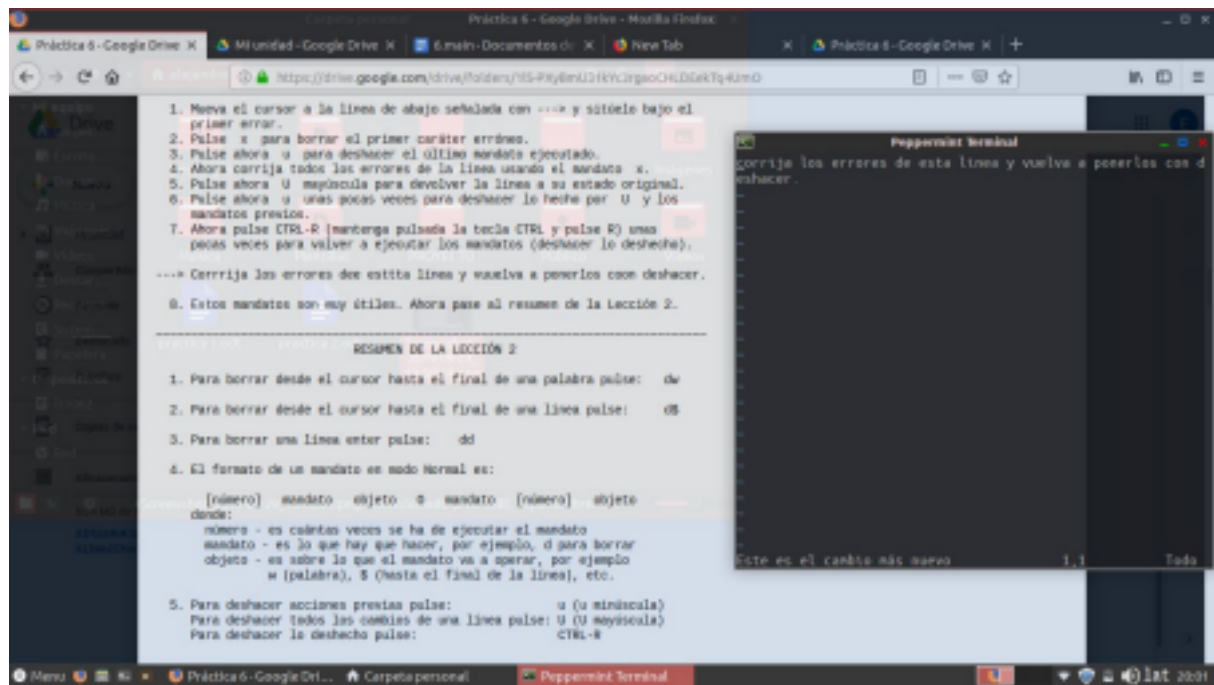 Práctica 6 - Google Drive - Mozilla Firefox
Práctica 6 - Google Drive
Mi unidad - Google Drive
6.main - Documentos de
New Tab
Práctica 6 - Google Drive
Drive
1. Mueva el cursor a la línea de abajo señalada con ---> y sitúelo bajo el
primer error.
2. Pulse x para borrar el primer caráter erróneo.
3. Pulse ahora u para deshacer el último mandato ejecutado.
4. Ahora corrija todos los errores de la línea usando el mandato x.
5. Pulse ahora U mayúscula para devolver la línea a su estado original.
6. Pulse ahora u unas pocas veces para deshacer lo hecho por U y los
mandatos previos.
7. Ahora pulse CTRL-R (mantenga pulsada la tecla CTRL y pulse R) unas
pocas veces para volver a ejecutar los mandatos (deshacer lo deshecho).
---> Corrrija los errores dee esttta línea y vuuelva a ponerlos coon deshacer.
8. Estos mandatos son muy útiles. Ahora pase al resumen de la Lección 2.
RESUMEN DE LA LECCIÓN 2
1. Para borrar desde el cursor hasta el final de una palabra pulse: dw
2. Para borrar desde el cursor hasta el final de una línea pulse: d$
3. Para borrar una línea enter pulse: dd
4. El formato de un mandato en modo Normal es:
[número] mandato objeto O mandato [número] objeto
donde:
número - es cuántas veces se ha de ejecutar el mandato
mandato - es lo que hay que hacer, por ejemplo, d para borrar
objeto - es sobre lo que el mandato va a operar, por ejemplo
w (palabra), $ (hasta el final de la línea), etc.
5. Para deshacer acciones previas pulse: u (u minúscula)
Para deshacer todos los cambios de una línea pulse: U (U mayúscula)
Para deshacer lo deshecho pulse: CTRL-R
Peppermint Terminal
corrija los errores de esta línea y vuelva a ponerlos con d
eshacer.
Este es el cambio más nuevo 1,1 Todo
Menu
Práctica 6 - Google Dri...
Carpeta personal
Peppermint Terminal
lat 20:01